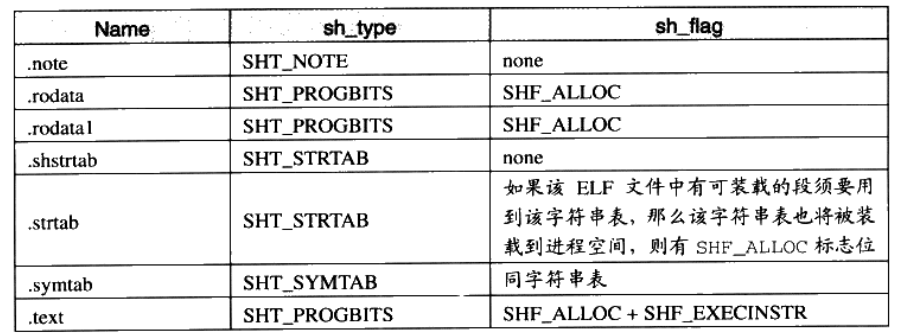 Name sh_type sh_flag
.note SHT_NOTE none
.rodata SHT_PROGBITS SHF_ALLOC
.rodata1 SHT_PROGBITS SHF_ALLOC
.shstrtab SHT_STRTAB none
.strtab SHT_STRTAB 如果该 ELF 文件中有可装载的段须要用
到该字符串表，那么该字符串表也将被装
载到进程空间，则有 SHF_ALLOC 标志位
.symtab SHT_SYMTAB 同字符串表
.text SHT_PROGBITS SHF_ALLOC + SHF_EXECINSTR